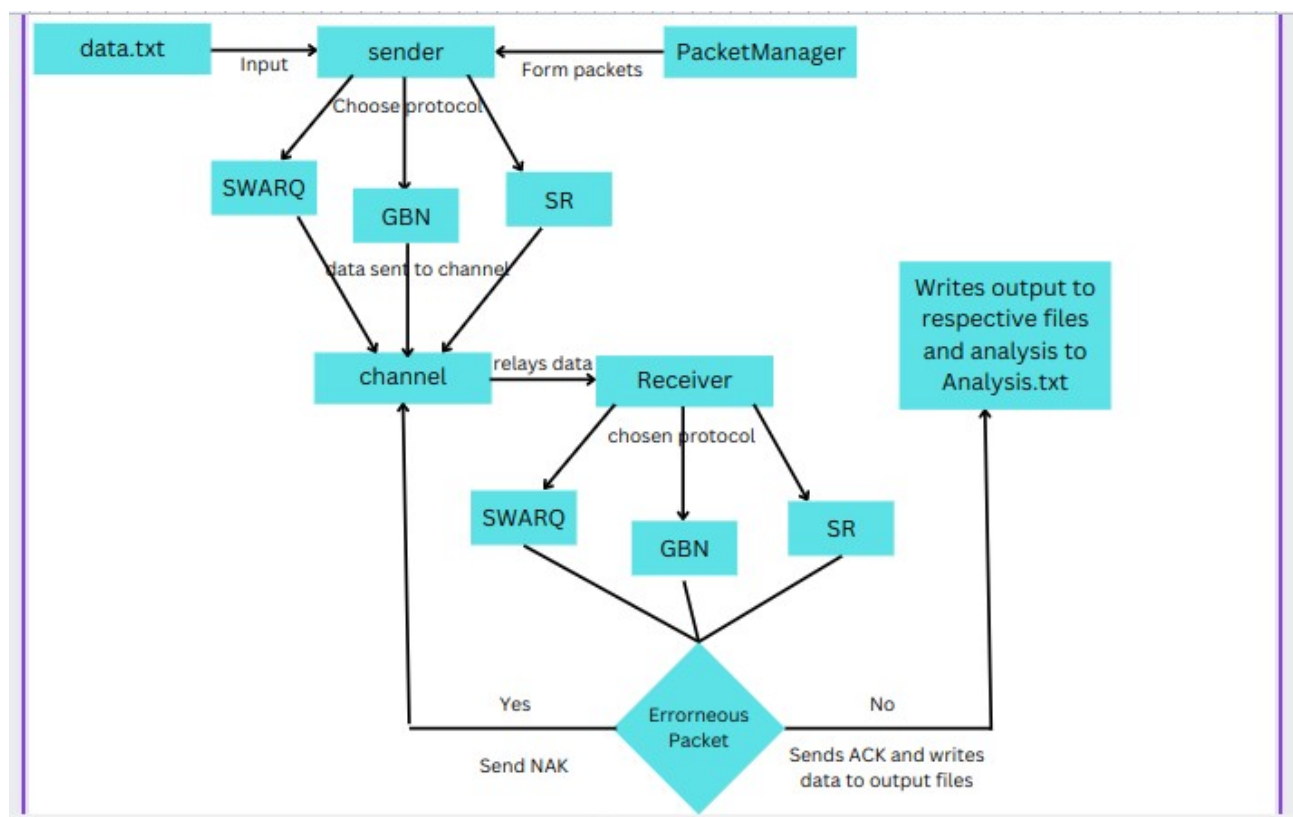 data.txt
Input
sender
Form packets
PacketManager
Choose protocol
SWARQ
GBN
SR
data sent to channel
channel
relays data
Receiver
Writes output to
respective files
and analysis to
Analysis.txt
chosen protocol
SWARQ
GBN
SR
Yes
Send NAK
Errorneous
Packet
No
Sends ACK and writes
data to output files